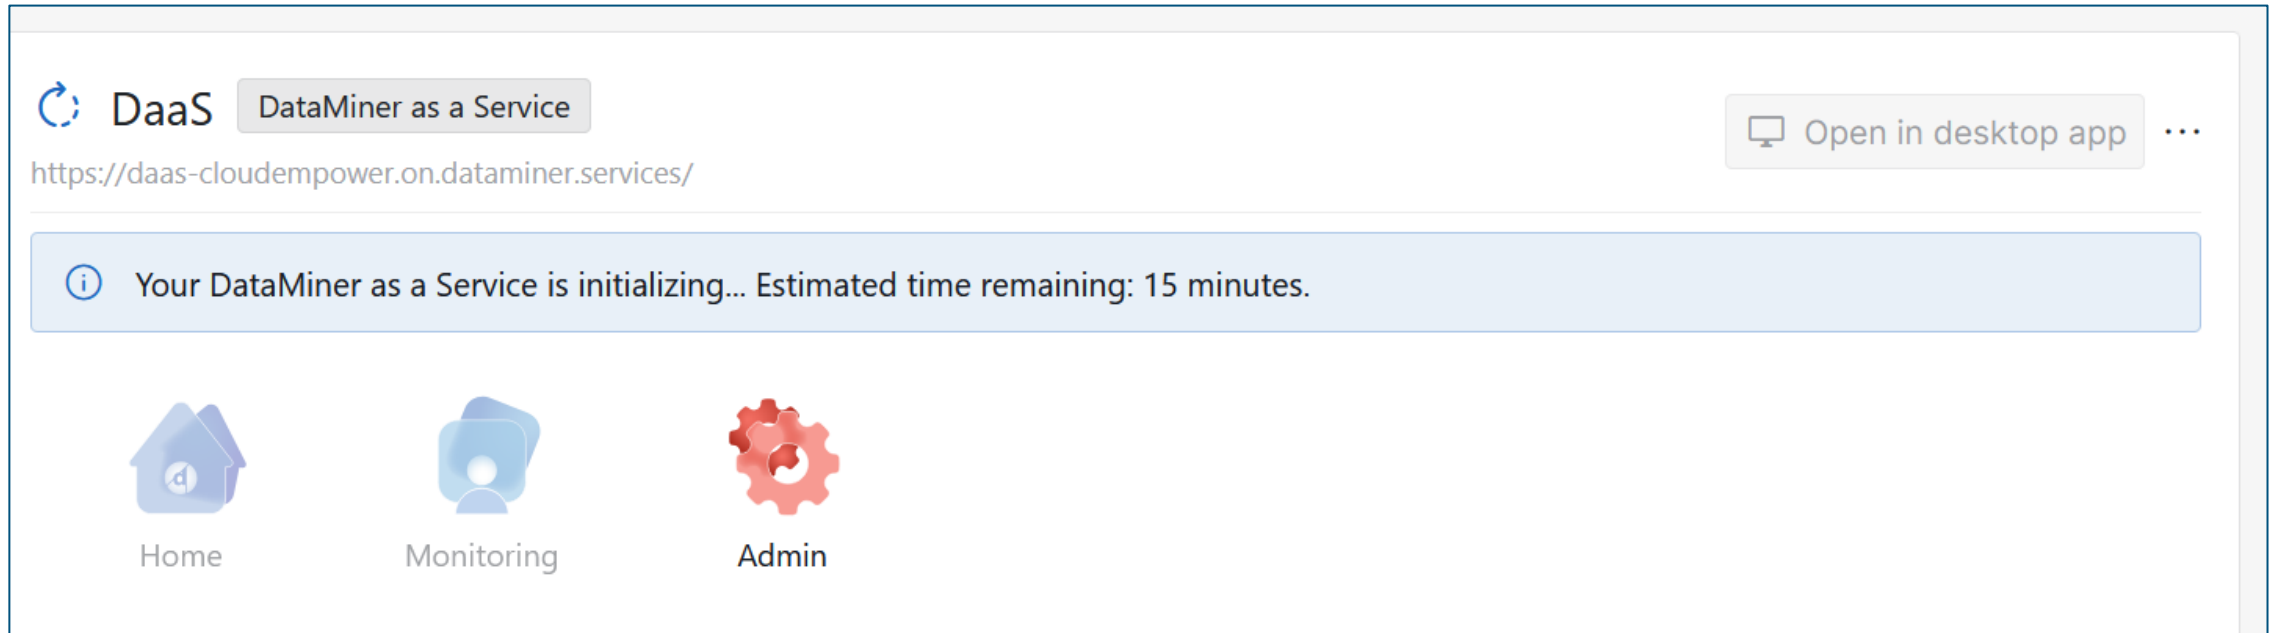 DaaS DataMiner as a Service
https://daas-cloudempower.on.dataminer.services/
Open in desktop app ...
Your DataMiner as a Service is initializing... Estimated time remaining: 15 minutes.
Home Monitoring Admin